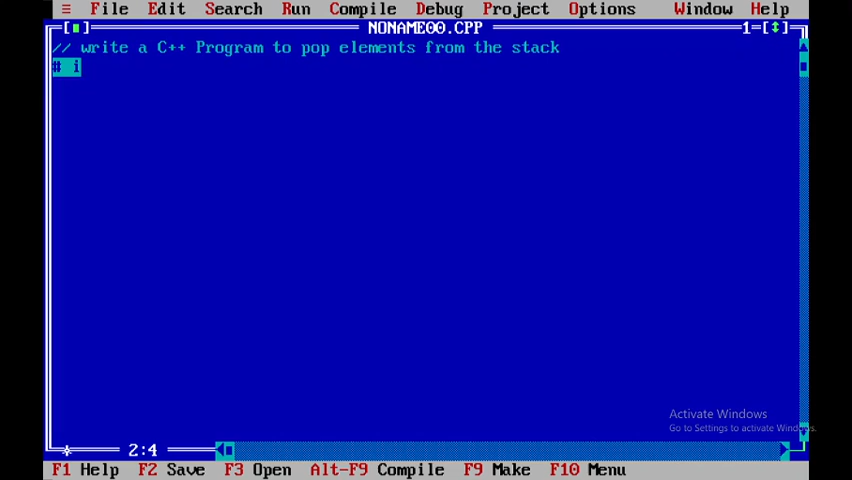 ≡ File Edit Search Run Compile Debug Project Options Window Help
[■] NONAME00.CPP 1=[↕]
// write a C++ Program to pop elements from the stack
# i
Activate Windows
Go to Settings to activate Windows.
2:4
F1 Help F2 Save F3 Open Alt-F9 Compile F9 Make F10 Menu